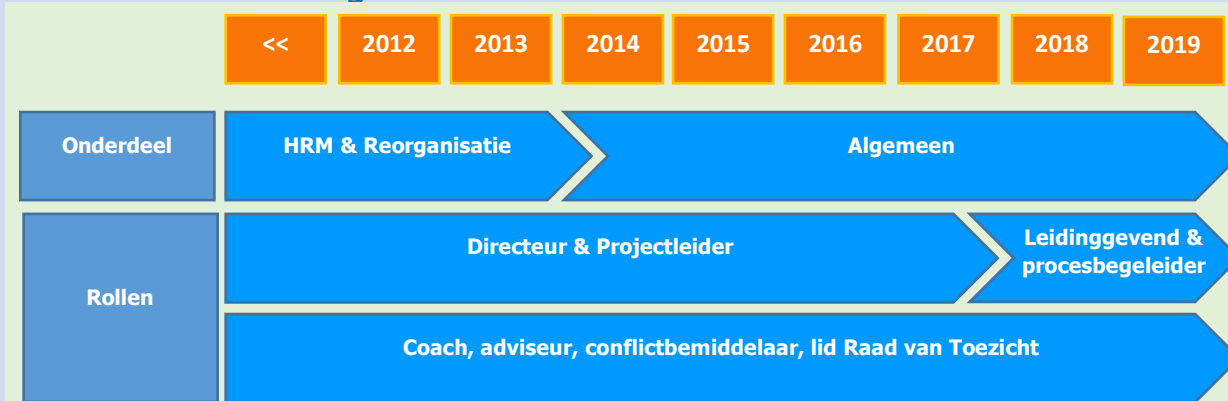 << 2012 2013 2014 2015 2016 2017 2018 2019
Onderdeel HRM & Reorganisatie Algemeen
Directeur & Projectleider
Leidinggevend &
procesbegeleider
Rollen
Coach, adviseur, conflictbemiddelaar, lid Raad van Toezicht